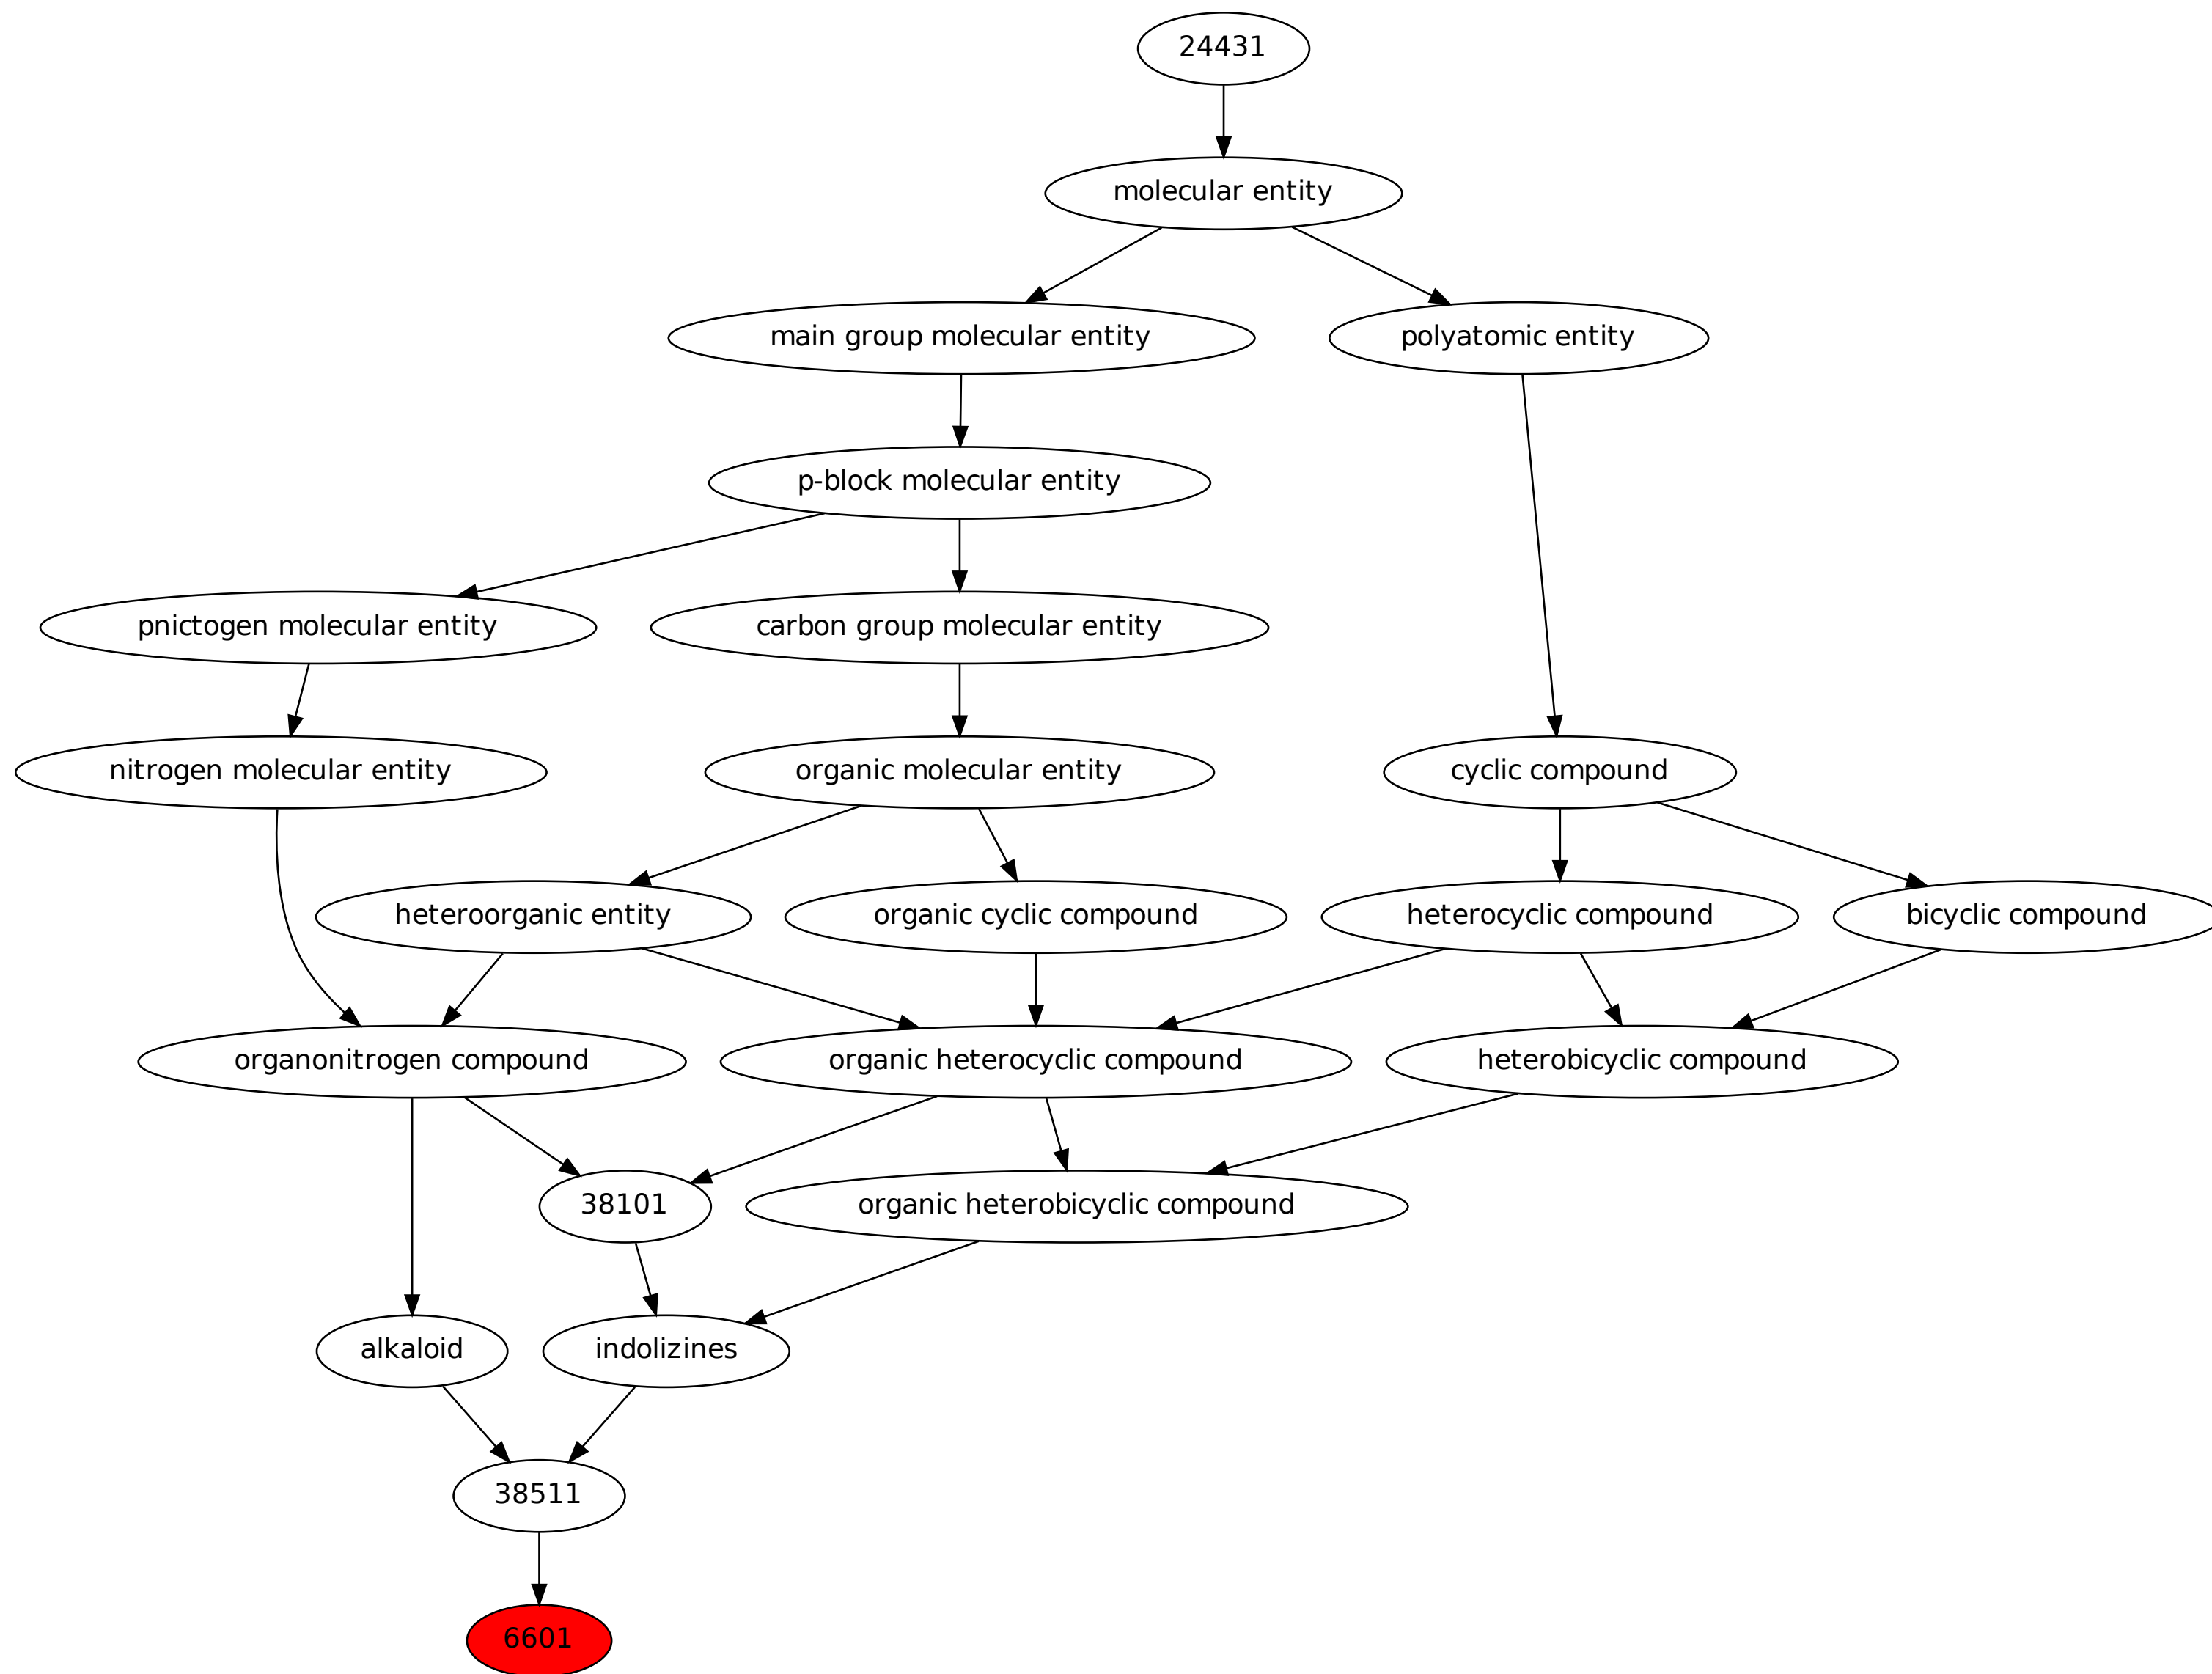 24431
molecular entity
main group molecular entity
polyatomic entity
p-block molecular entity
pnictogen molecular entity
carbon group molecular entity
nitrogen molecular entity
organic molecular entity
cyclic compound
heteroorganic entity
organic cyclic compound
heterocyclic compound
bicyclic compound
organonitrogen compound
organic heterocyclic compound
heterobicyclic compound
38101
organic heterobicyclic compound
alkaloid
indolizines
38511
6601